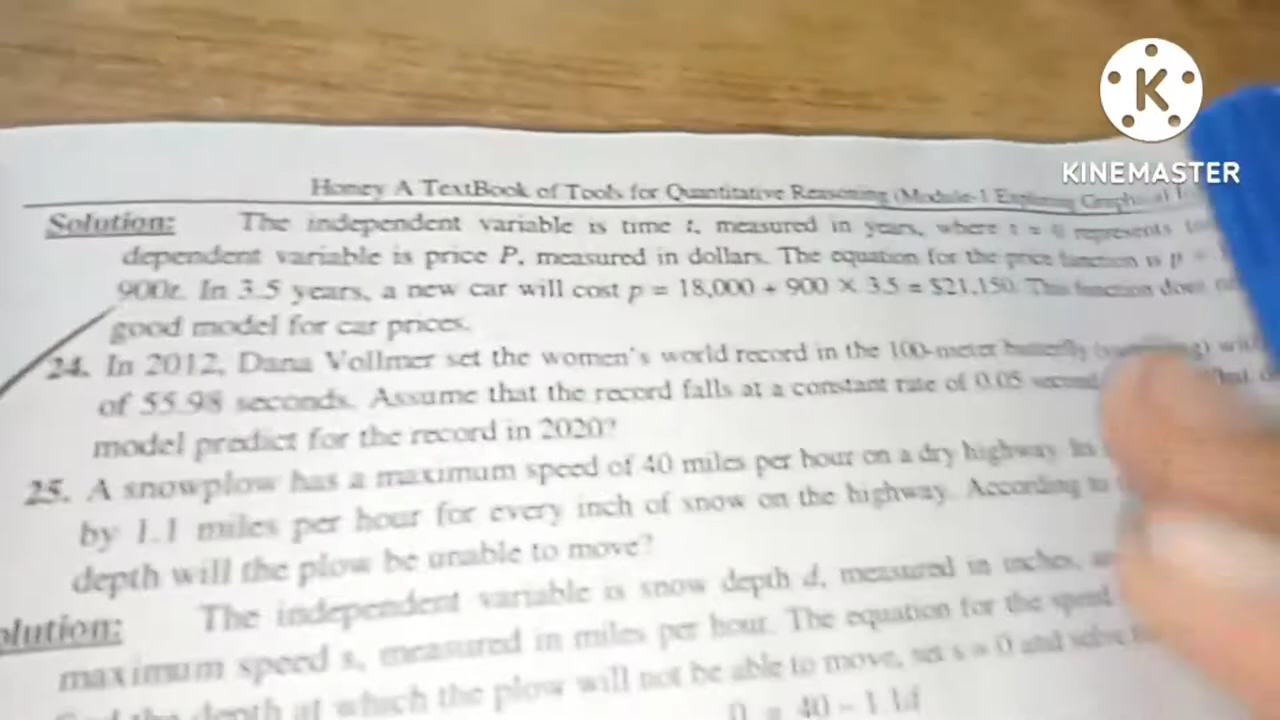 K
KINEMASTER
Honey A TextBook of Tools for Quantitative Reasoning (Module-1 Exploring Graphical
Solution: The independent variable is time t, measured in years, where t = 0 represents
dependent variable is price P, measured in dollars. The equation for the price function is p =
900t. In 3.5 years, a new car will cost p = 18,000 + 900 × 3.5 = $21,150. This function does
good model for car prices.
24. In 2012, Dana Vollmer set the women's world record in the 100-meter butterfly
of 55.98 seconds. Assume that the record falls at a constant rate of 0.05 second
model predict for the record in 2020?
25. A snowplow has a maximum speed of 40 miles per hour on a dry highway. Its
by 1.1 miles per hour for every inch of snow on the highway. According to
depth will the plow be unable to move?
olution: The independent variable is snow depth d, measured in inches,
maximum speed s, measured in miles per hour. The equation for the speed
the depth at which the plow will not be able to move, set s = 0 and solve
0 = 40 - 1.1d